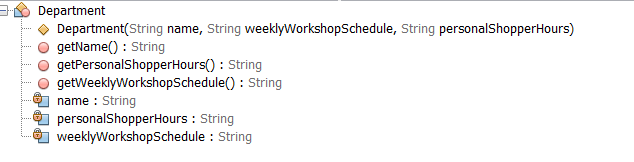 Department
Department(String name, String weeklyWorkshopSchedule, String personalShopperHours)
getName() : String
getPersonalShopperHours() : String
getWeeklyWorkshopSchedule() : String
name : String
personalShopperHours : String
weeklyWorkshopSchedule : String